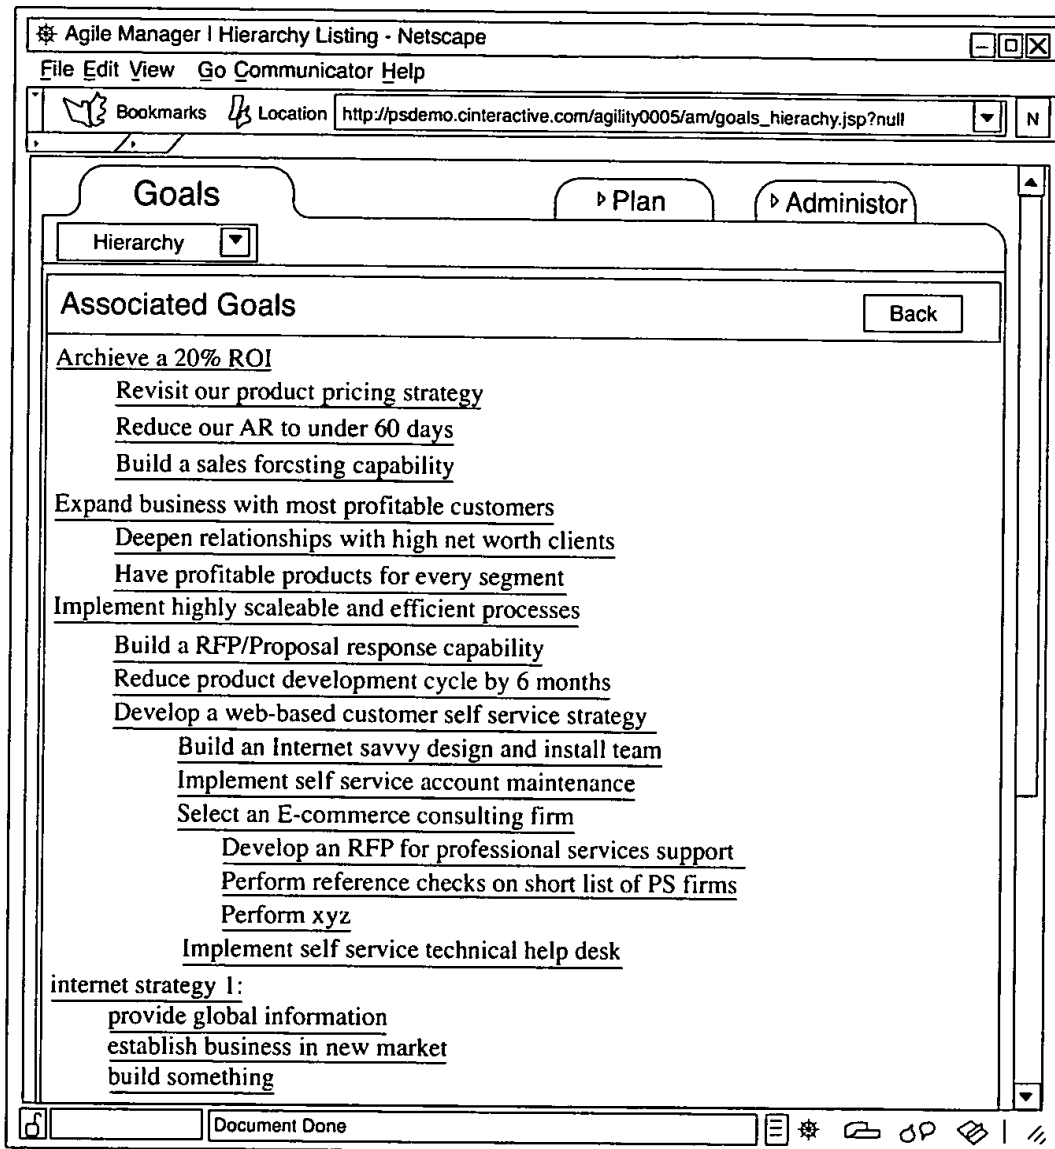 Agile Manager I Hierarchy Listing - Netscape
File Edit View Go Communicator Help
Bookmarks Location http://psdemo.cinteractive.com/agility0005/am/goals_hierachy.jsp?null N
Goals Plan Administor
Hierarchy
Associated Goals Back
Archieve a 20% ROI
Revisit our product pricing strategy
Reduce our AR to under 60 days
Build a sales forcsting capability
Expand business with most profitable customers
Deepen relationships with high net worth clients
Have profitable products for every segment
Implement highly scaleable and efficient processes
Build a RFP/Proposal response capability
Reduce product development cycle by 6 months
Develop a web-based customer self service strategy
Build an Internet savvy design and install team
Implement self service account maintenance
Select an E-commerce consulting firm
Develop an RFP for professional services support
Perform reference checks on short list of PS firms
Perform xyz
Implement self service technical help desk
internet strategy 1:
provide global information
establish business in new market
build something
Document Done